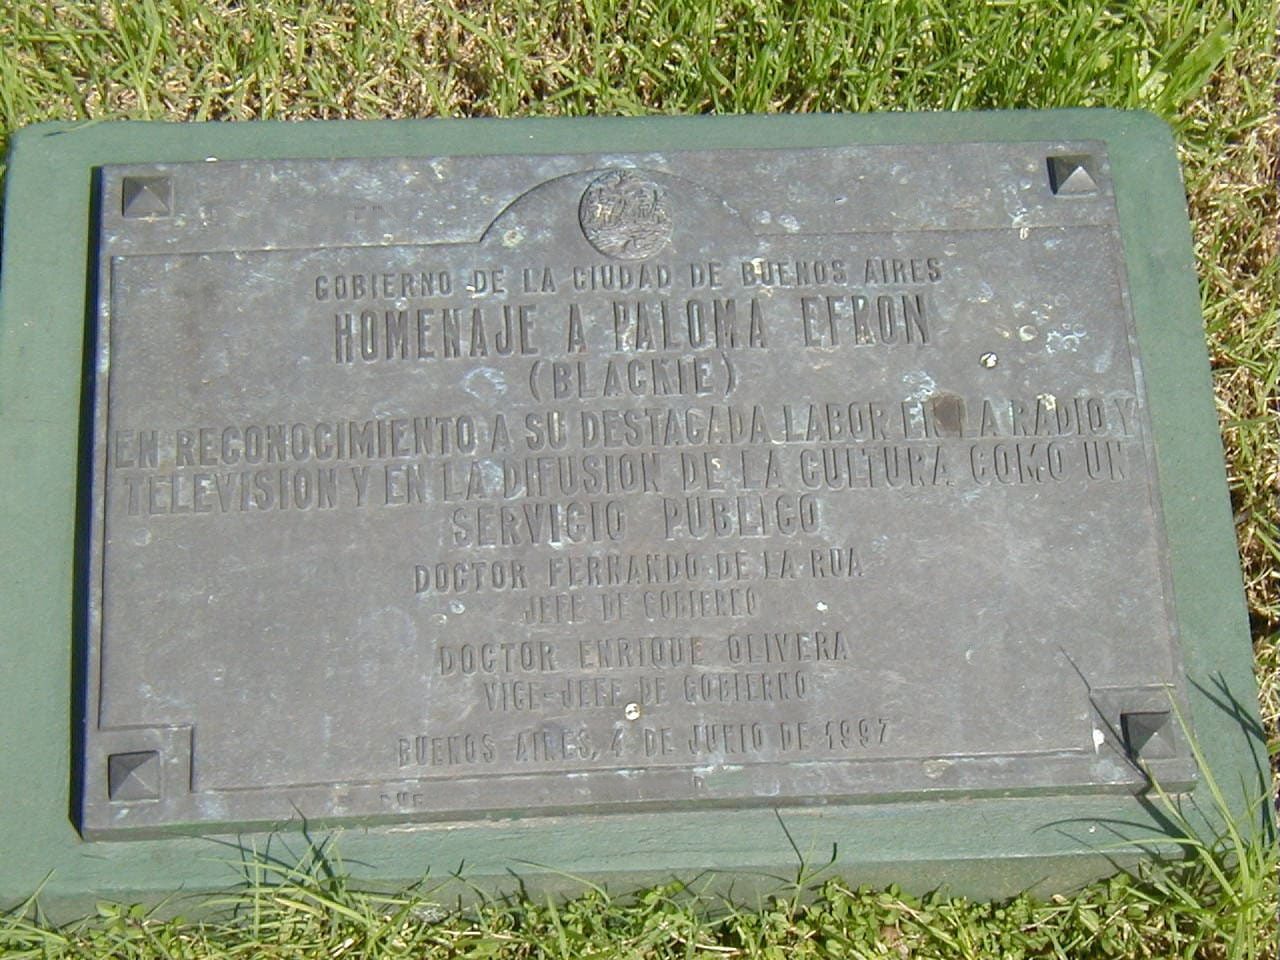 GOBIERNO DE LA CIUDAD DE BUENOS AIRES
HOMENAJE A PALOMA EFRON
(BLACKIE)
EN RECONOCIMIENTO A SU DESTACADA LABOR EN LA RADIO Y
TELEVISION Y EN LA DIFUSION DE LA CULTURA COMO UN
SERVICIO PUBLICO
DOCTOR FERNANDO DE LA RUA
JEFE DE GOBIERNO
DOCTOR ENRIQUE OLIVERA
VICE-JEFE DE GOBIERNO
BUENOS AIRES, 4 DE JUNIO DE 1997